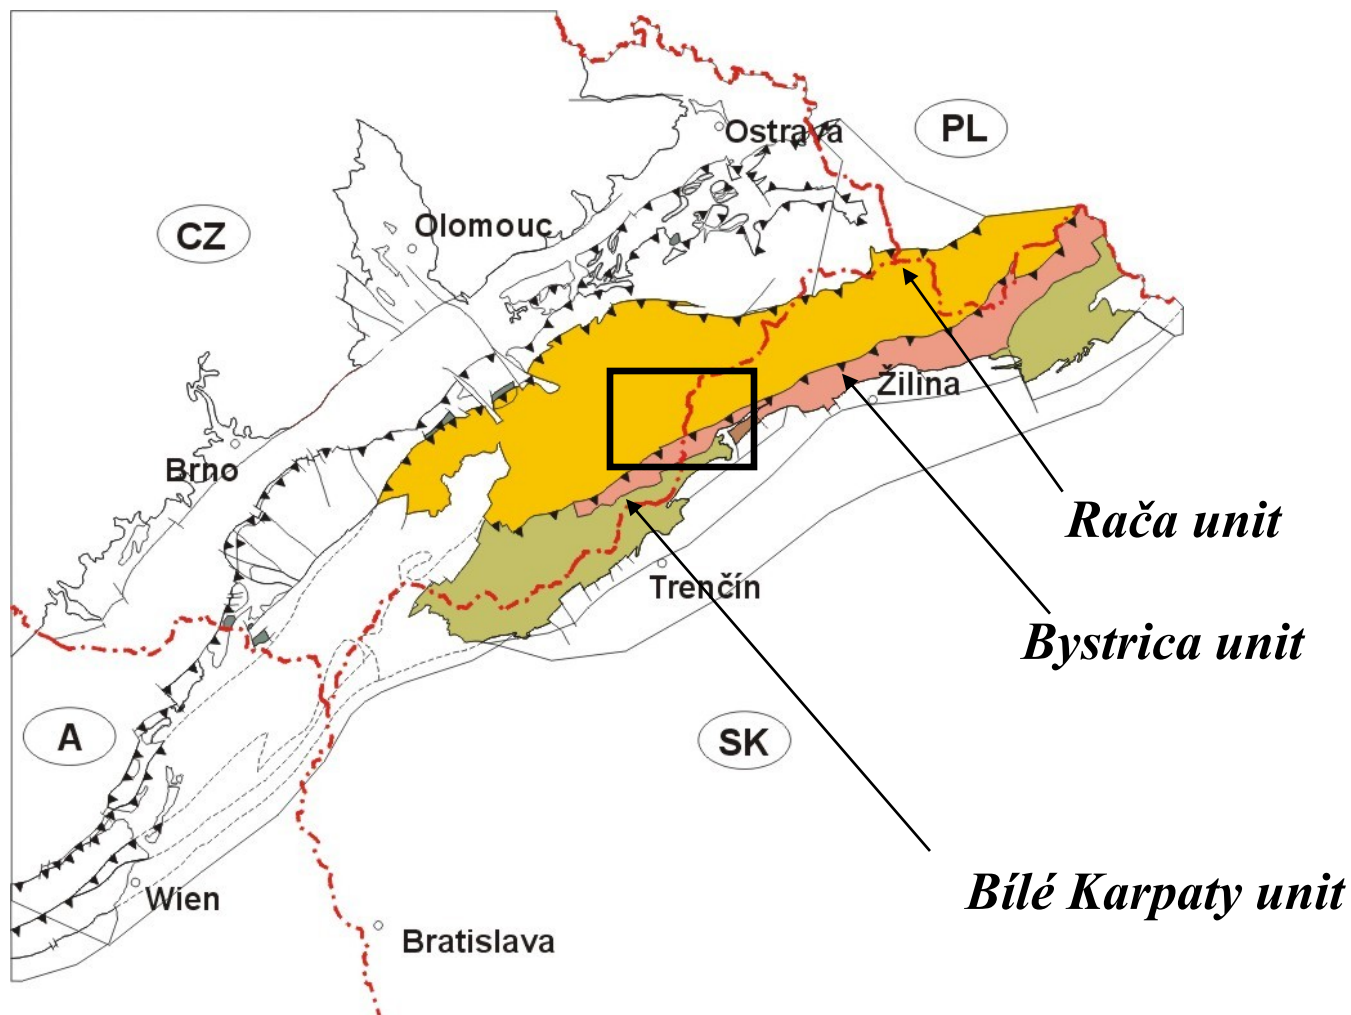 Ostrava
PL
CZ
Olomouc
Žilina
Brno
Rača unit
Trenčín
Bystrica unit
A
SK
Bílé Karpaty unit
Wien
Bratislava